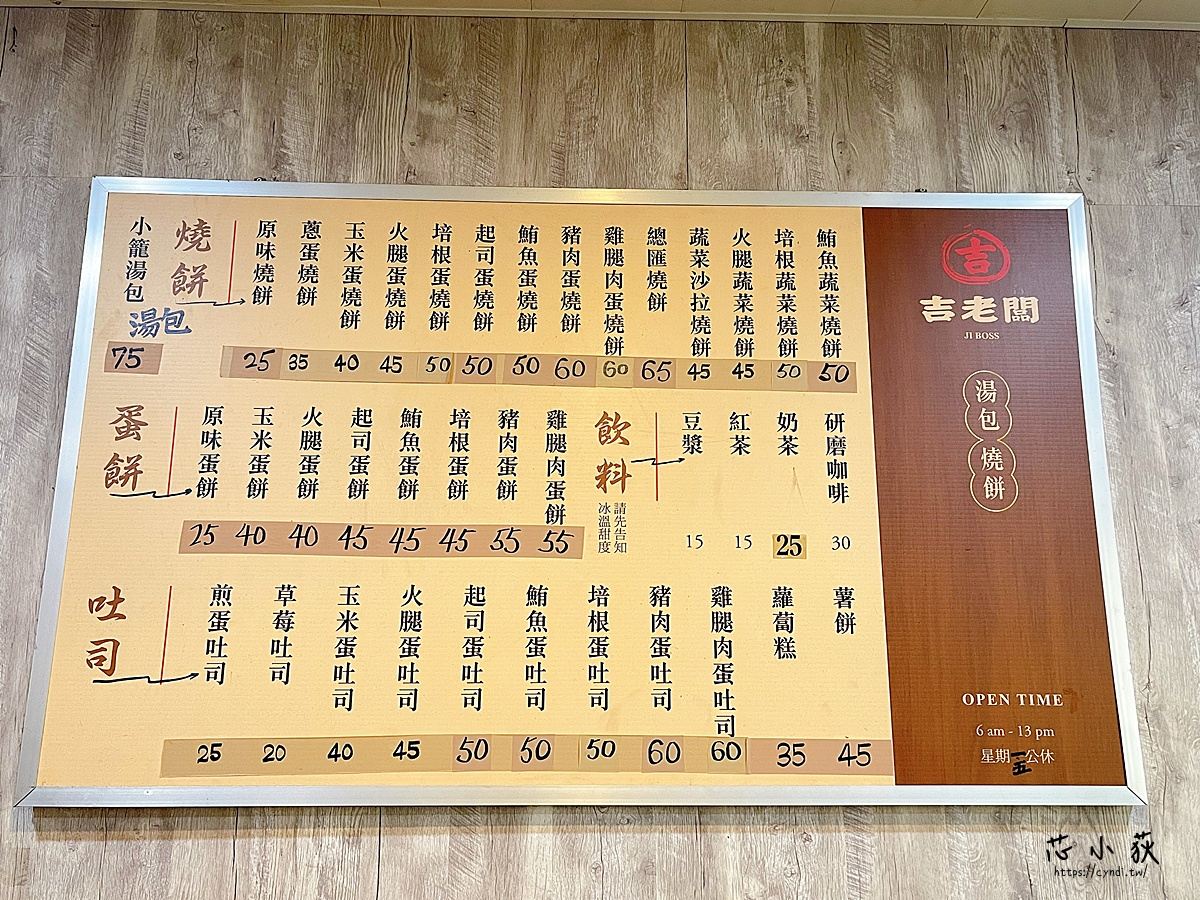 小籠湯包
湯包
75
燒餅
原味燒餅 25
蔥蛋燒餅 35
玉米蛋燒餅 40
火腿蛋燒餅 45
培根蛋燒餅 50
起司蛋燒餅 50
鮪魚蛋燒餅 50
豬肉蛋燒餅 60
雞腿肉蛋燒餅 60
總匯燒餅 65
蔬菜沙拉燒餅 45
火腿蔬菜燒餅 45
培根蔬菜燒餅 50
鮪魚蔬菜燒餅 50
蛋餅
原味蛋餅 25
玉米蛋餅 40
火腿蛋餅 40
起司蛋餅 45
鮪魚蛋餅 45
培根蛋餅 45
豬肉蛋餅 55
雞腿肉蛋餅 55
飲料
請先告知
冰溫甜度
豆漿 15
紅茶 15
奶茶 25
研磨咖啡 30
吐司
煎蛋吐司 25
草莓吐司 20
玉米蛋吐司 40
火腿蛋吐司 45
起司蛋吐司 50
鮪魚蛋吐司 50
培根蛋吐司 50
豬肉蛋吐司 60
雞腿肉蛋吐司 60
蘿蔔糕 35
薯餅 45
吉
吉老闆
JI BOSS
湯包燒餅
OPEN TIME
6 am - 13 pm
星期五公休
芯小荻
https://cyndi.tw/